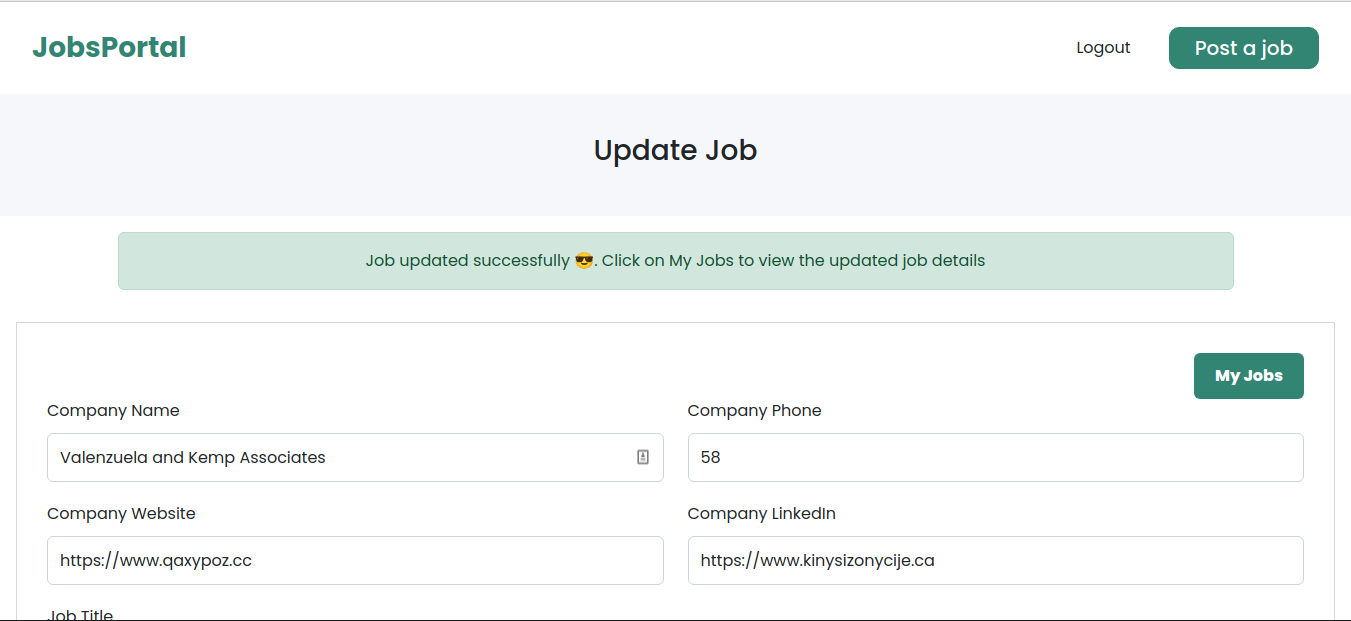 JobsPortal
Logout
Post a job
Update Job
Job updated successfully 😎. Click on My Jobs to view the updated job details
My Jobs
Company Name
Company Phone
Valenzuela and Kemp Associates
58
Company Website
Company LinkedIn
https://www.qaxypoz.cc
https://www.kinysizonycije.ca
Job Title